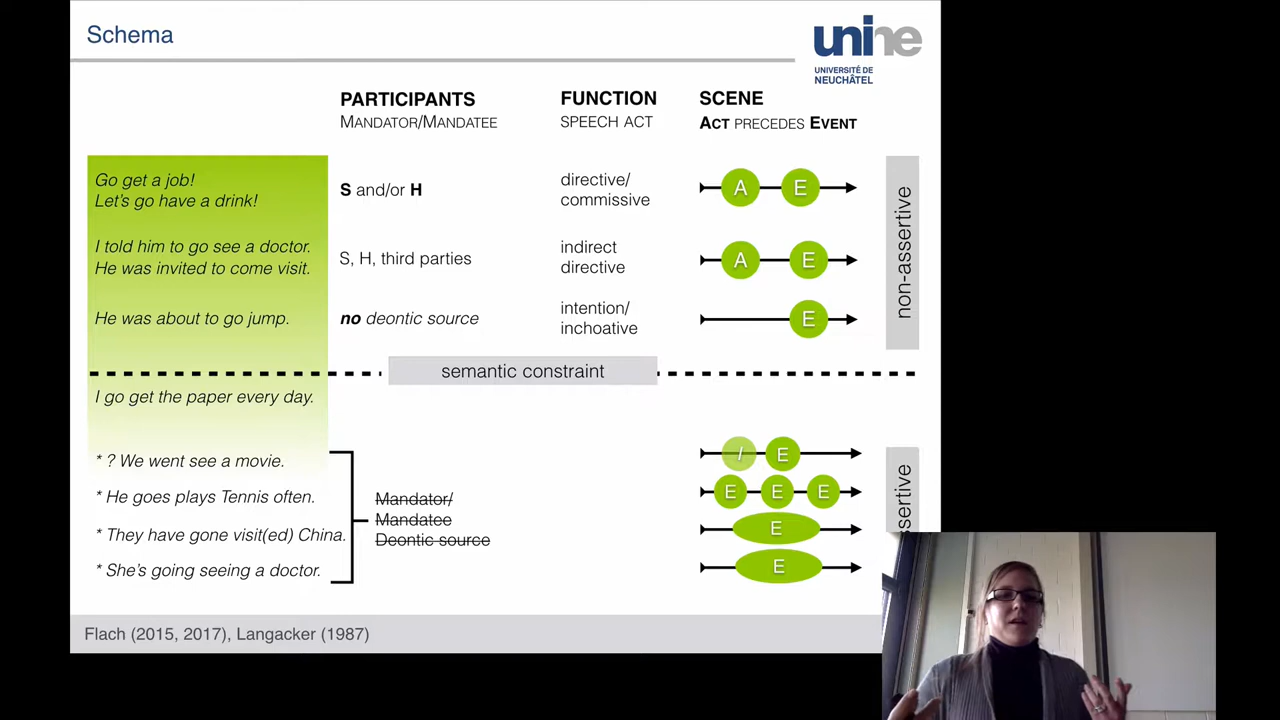 Schema
unine
UNIVERSITÉ DE
NEUCHÂTEL
PARTICIPANTS FUNCTION SCENE
MANDATOR/MANDATEE SPEECH ACT ACT PRECEDES EVENT
Go get a job!
Let's go have a drink!
S and/or H
directive/
commissive
A E
I told him to go see a doctor.
He was invited to come visit.
S, H, third parties
indirect
directive
A E
He was about to go jump.
no deontic source
intention/
inchoative
E
non-assertive
semantic constraint
I go get the paper every day.
* ? We went see a movie.
I E
* He goes plays Tennis often.
E E E
* They have gone visit(ed) China.
E
* She's going seeing a doctor.
E
Mandator/
Mandatee
Deontic source
Flach (2015, 2017), Langacker (1987)